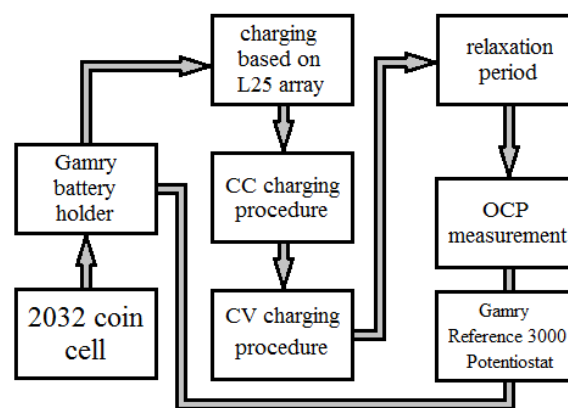 2032 coin
cell
Gamry
battery
holder
charging
based on
L25 array
CC charging
procedure
CV charging
procedure
relaxation
period
OCP
measurement
Gamry
Reference 3000
Potentiostat